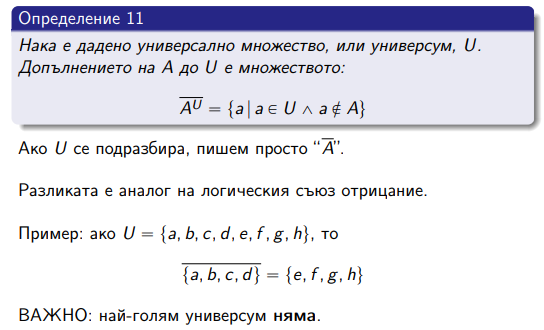 Определение 11
Нака е дадено универсално множество, или универсум, U.
Допълнението на A до U е множеството:
$\overline{A^U} = \{a \mid a \in U \wedge a \notin A\}$
Ако U се подразбира, пишем просто “$\overline{A}$”.
Разликата е аналог на логическия съюз отрицание.
Пример: ако U = {a, b, c, d, e, f, g, h}, то
$\overline{\{a, b, c, d\}} = \{e, f, g, h\}$
ВАЖНО: най-голям универсум няма.